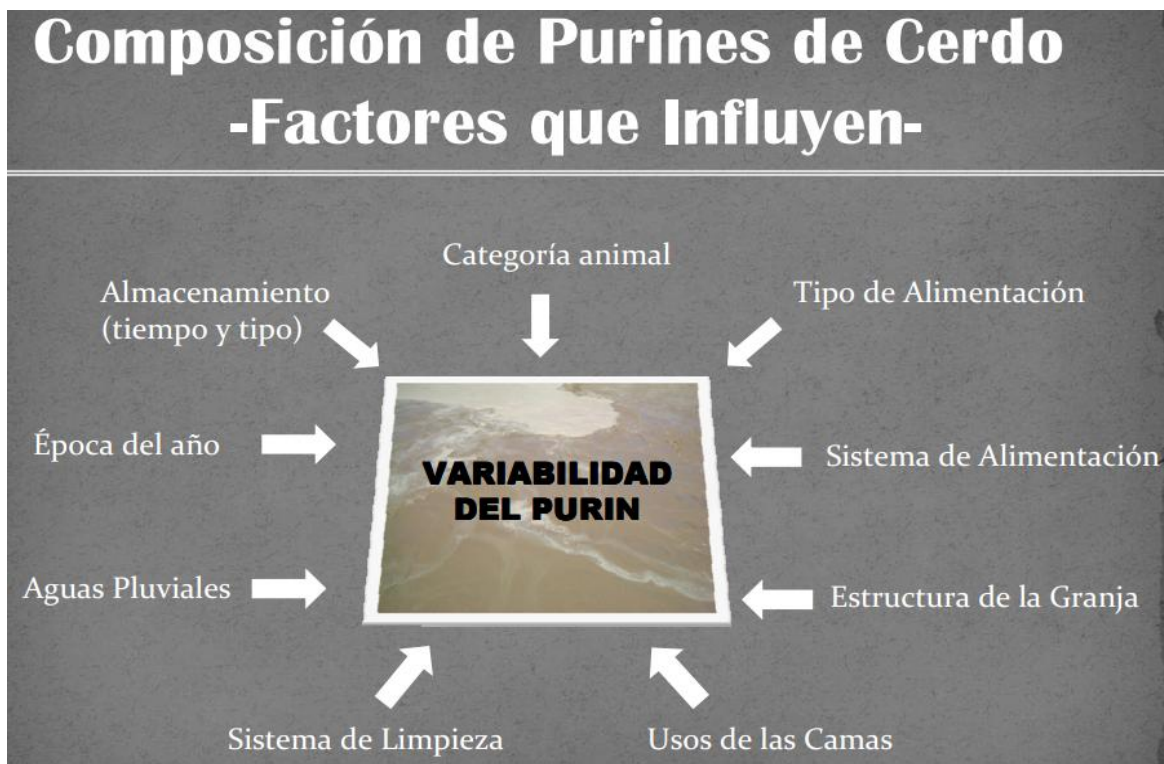 Composición de Purines de Cerdo
-Factores que Influyen-
Categoría animal
Almacenamiento
(tiempo y tipo)
Tipo de Alimentación
Época del año
VARIABILIDAD
DEL PURIN
Sistema de Alimentación
Aguas Pluviales
Estructura de la Granja
Sistema de Limpieza
Usos de las Camas